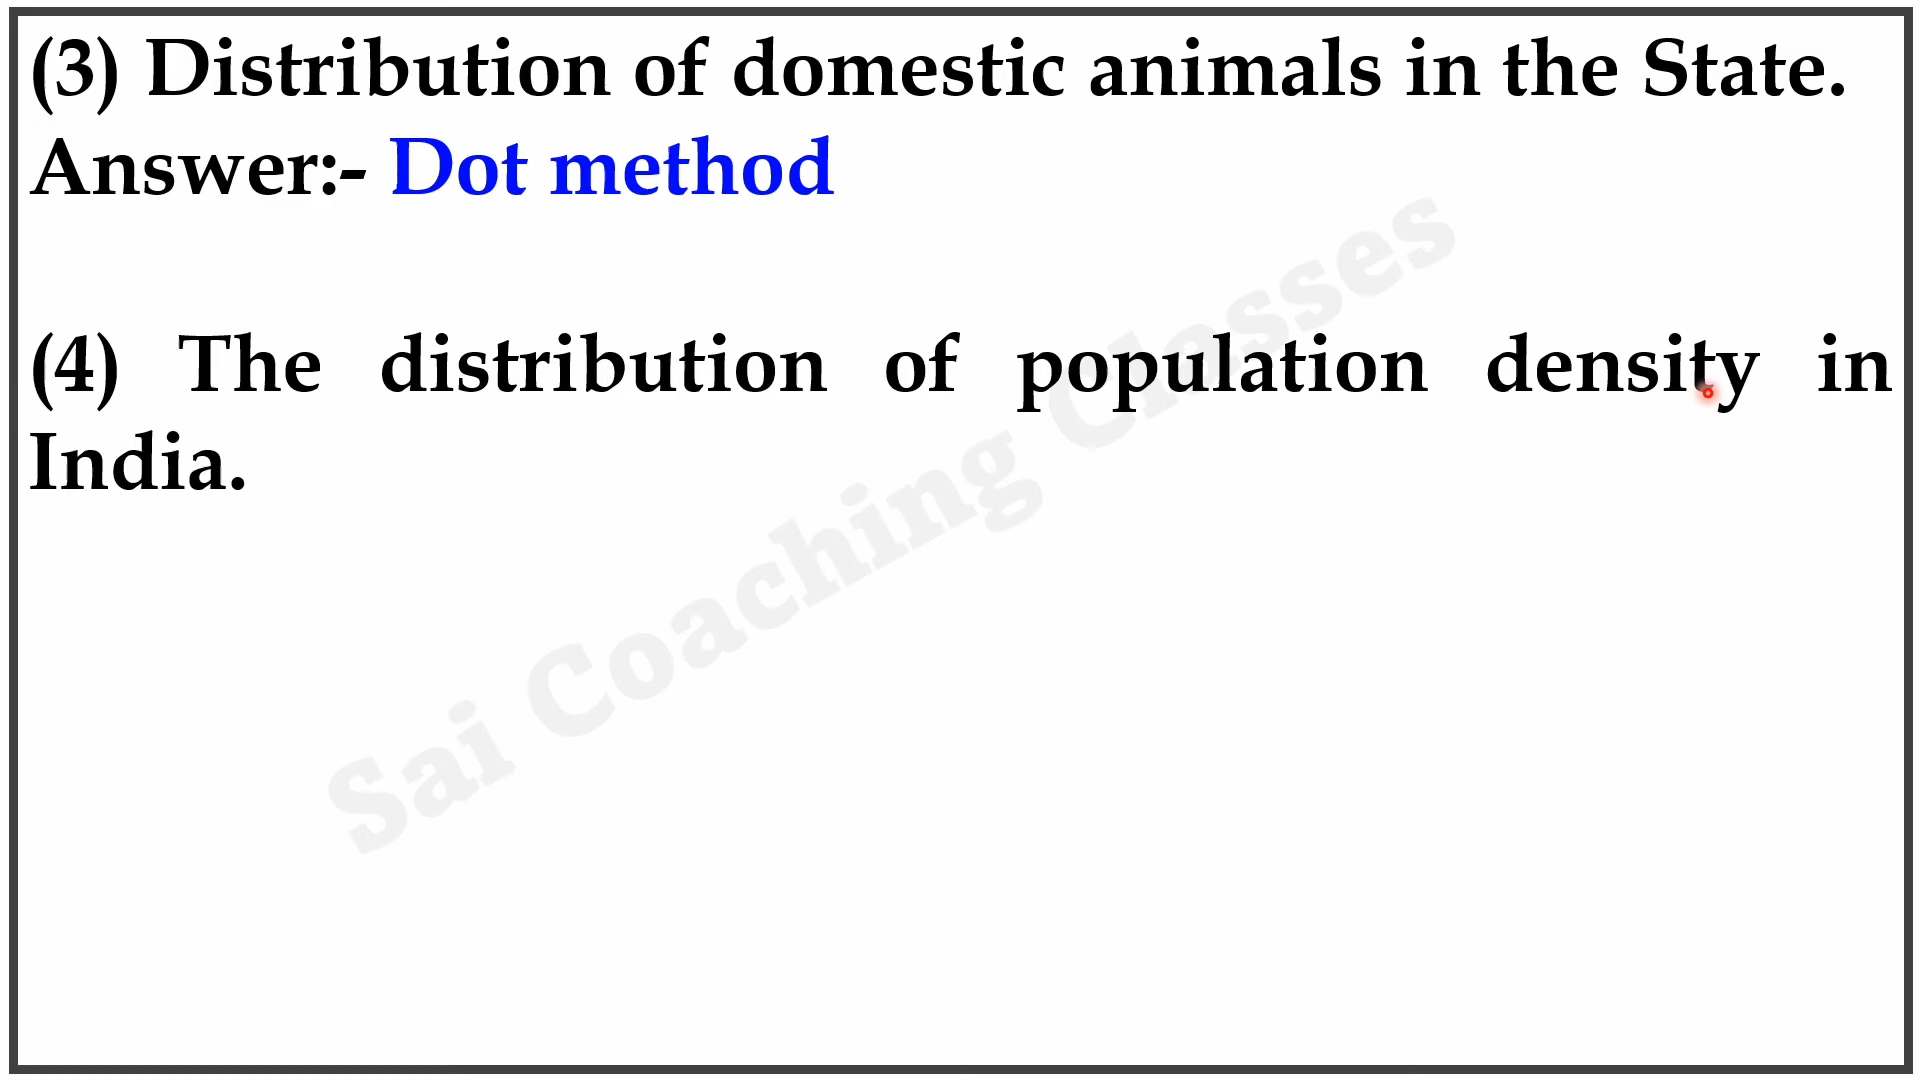 (3) Distribution of domestic animals in the State.
Answer:- Dot method
(4) The distribution of population density in
India.
Sai Coaching Classes